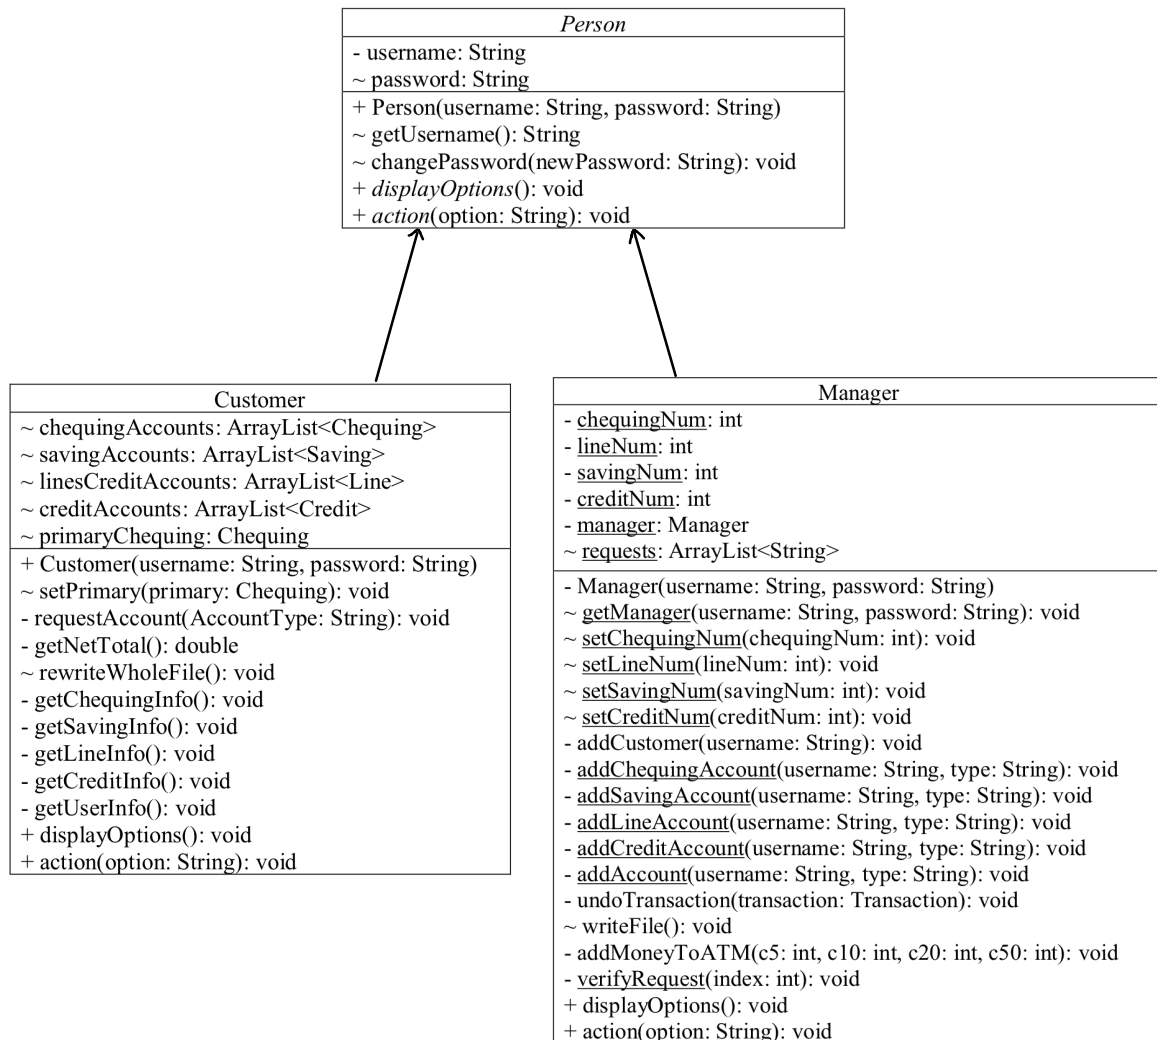 Person
- username: String
~ password: String
+ Person(username: String, password: String)
~ getUsername(): String
~ changePassword(newPassword: String): void
+ displayOptions(): void
+ action(option: String): void
Customer
~ chequingAccounts: ArrayList<Chequing>
~ savingAccounts: ArrayList<Saving>
~ linesCreditAccounts: ArrayList<Line>
~ creditAccounts: ArrayList<Credit>
~ primaryChequing: Chequing
+ Customer(username: String, password: String)
~ setPrimary(primary: Chequing): void
- requestAccount(AccountType: String): void
- getNetTotal(): double
~ rewriteWholeFile(): void
- getChequingInfo(): void
- getSavingInfo(): void
- getLineInfo(): void
- getCreditInfo(): void
- getUserInfo(): void
+ displayOptions(): void
+ action(option: String): void
Manager
- chequingNum: int
- lineNum: int
- savingNum: int
- creditNum: int
- manager: Manager
~ requests: ArrayList<String>
- Manager(username: String, password: String)
~ getManager(username: String, password: String): void
~ setChequingNum(chequingNum: int): void
~ setLineNum(lineNum: int): void
~ setSavingNum(savingNum: int): void
~ setCreditNum(creditNum: int): void
- addCustomer(username: String): void
- addChequingAccount(username: String, type: String): void
- addSavingAccount(username: String, type: String): void
- addLineAccount(username: String, type: String): void
- addCreditAccount(username: String, type: String): void
- addAccount(username: String, type: String): void
- undoTransaction(transaction: Transaction): void
~ writeFile(): void
- addMoneyToATM(c5: int, c10: int, c20: int, c50: int): void
- verifyRequest(index: int): void
+ displayOptions(): void
+ action(option: String): void